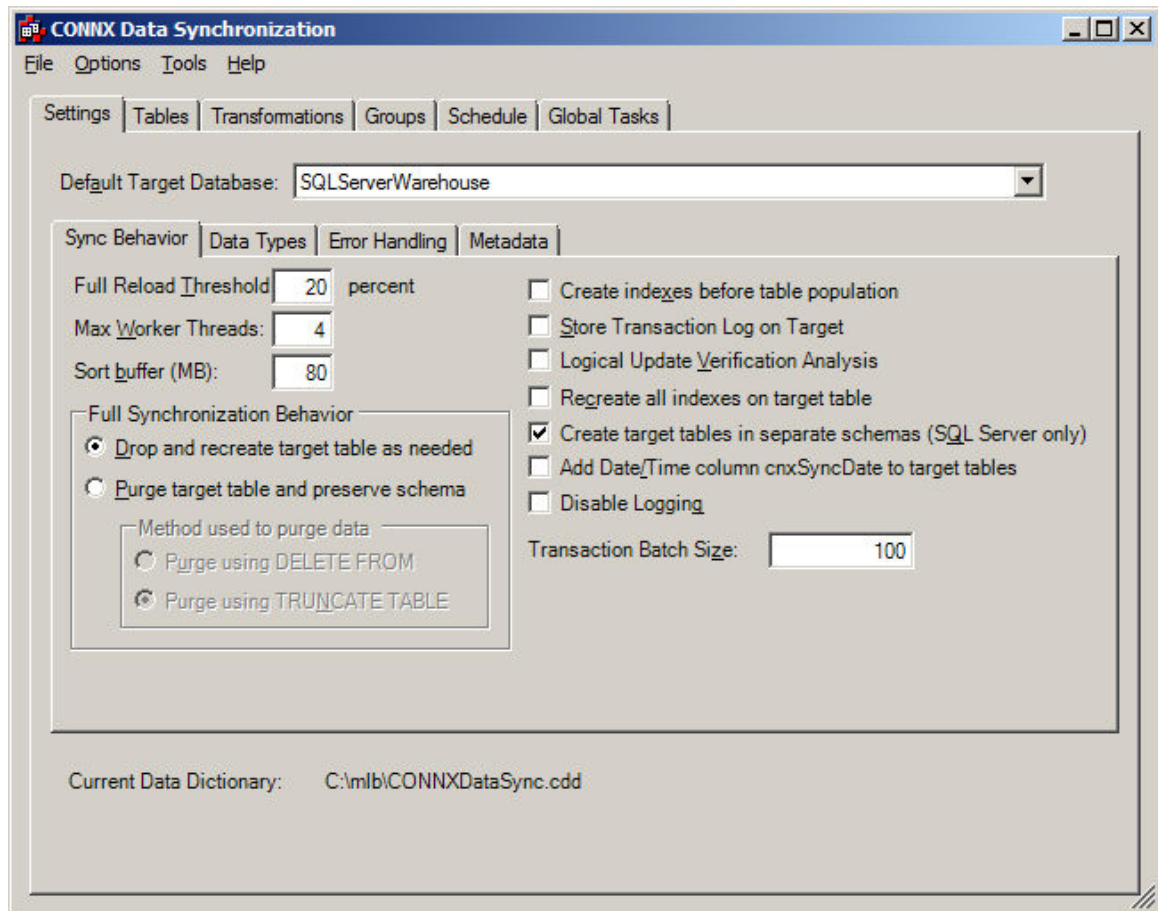 CONNX Data Synchronization
File Options Tools Help
Settings Tables Transformations Groups Schedule Global Tasks
Default Target Database: SQLServerWarehouse
Sync Behavior Data Types Error Handling Metadata
Full Reload Threshold 20 percent
Max Worker Threads: 4
Sort buffer (MB): 80
Full Synchronization Behavior
Drop and recreate target table as needed
Purge target table and preserve schema
Method used to purge data
Purge using DELETE FROM
Purge using TRUNCATE TABLE
Create indexes before table population
Store Transaction Log on Target
Logical Update Verification Analysis
Recreate all indexes on target table
Create target tables in separate schemas (SQL Server only)
Add Date/Time column cnxSyncDate to target tables
Disable Logging
Transaction Batch Size: 100
Current Data Dictionary: C:\mlb\CONNXDataSync.cdd